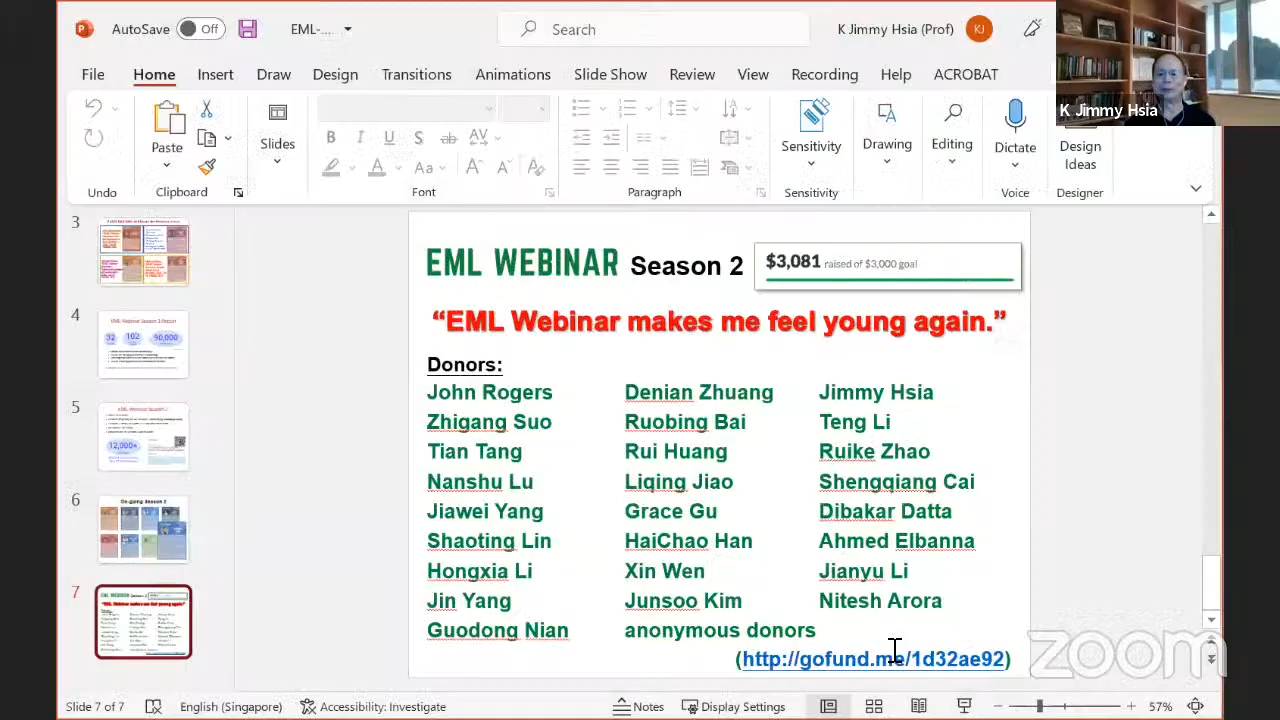 AutoSave Off EML-... Search K Jimmy Hsia (Prof) KJ
File Home Insert Draw Design Transitions Animations Slide Show Review View Recording Help ACROBAT
K Jimmy Hsia
Paste Slides Sensitivity Drawing Editing Dictate Design Ideas
Undo Clipboard Font Paragraph Sensitivity Voice Designer
3
4
5
6
7
EML WEBINAR Season 2
$3,081 raised of $3,000 goal
“EML Webinar makes me feel young again.”
Donors:
John Rogers Denian Zhuang Jimmy Hsia
Zhigang Suo Ruobing Bai Teng Li
Tian Tang Rui Huang Ruike Zhao
Nanshu Lu Liqing Jiao Shengqiang Cai
Jiawei Yang Grace Gu Dibakar Datta
Shaoting Lin HaiChao Han Ahmed Elbanna
Hongxia Li Xin Wen Jianyu Li
Jin Yang Junsoo Kim Nitesh Arora
Guodong Nian anonymous donors
(http://gofund.me/1d32ae92)
zoom
Slide 7 of 7 English (Singapore) Accessibility: Investigate Notes Display Settings 57%